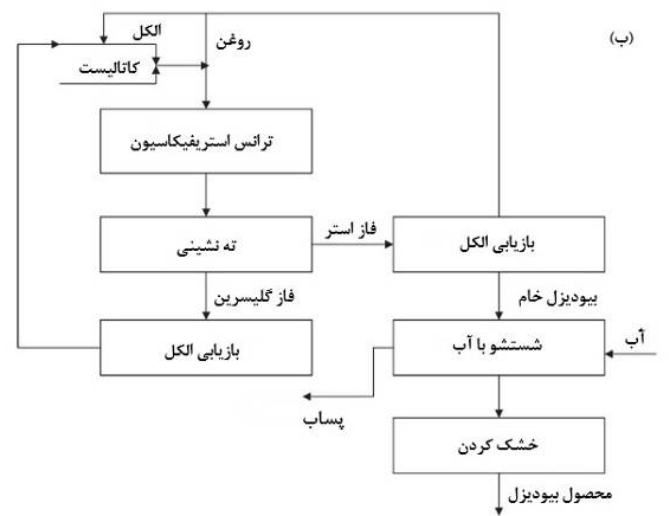 (ب)
الکل
روغن
کاتالیست
ترانس استریفیکاسیون
ته نشینی
فاز استر
بازیابی الکل
فاز گلیسرین
بیودیزل خام
بازیابی الکل
شستشو با آب
آب
پساب
خشک کردن
محصول بیودیزل